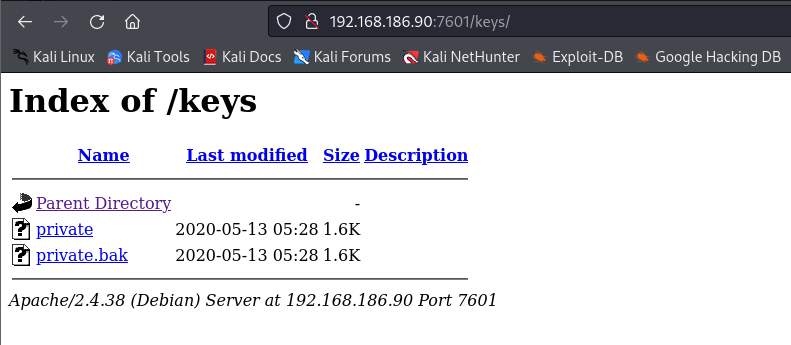 192.168.186.90:7601/keys/
Kali Linux Kali Tools Kali Docs Kali Forums Kali NetHunter Exploit-DB Google Hacking DB
Index of /keys
Name Last modified Size Description
Parent Directory -
private 2020-05-13 05:28 1.6K
private.bak 2020-05-13 05:28 1.6K
Apache/2.4.38 (Debian) Server at 192.168.186.90 Port 7601